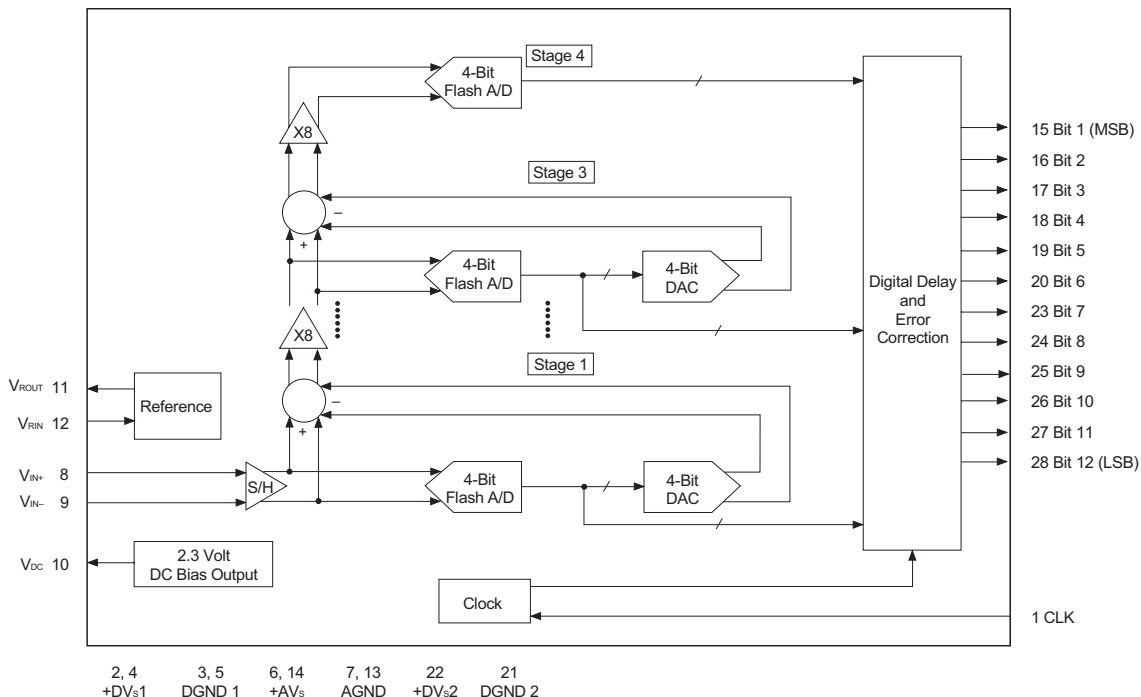 Stage 4
4-Bit
Flash A/D
X8
15 Bit 1 (MSB)
16 Bit 2
Stage 3
17 Bit 3
–
18 Bit 4
+
19 Bit 5
4-Bit
Flash A/D
4-Bit
DAC
Digital Delay
and
Error
Correction
20 Bit 6
23 Bit 7
X8
24 Bit 8
Stage 1
25 Bit 9
VROUT 11
Reference
–
26 Bit 10
VRIN 12
+
27 Bit 11
VIN+ 8
S/H
4-Bit
Flash A/D
4-Bit
DAC
28 Bit 12 (LSB)
VIN– 9
VDC 10
2.3 Volt
DC Bias Output
Clock
1 CLK
2, 4
+DVS1
3, 5
DGND 1
6, 14
+AVS
7, 13
AGND
22
+DVS2
21
DGND 2